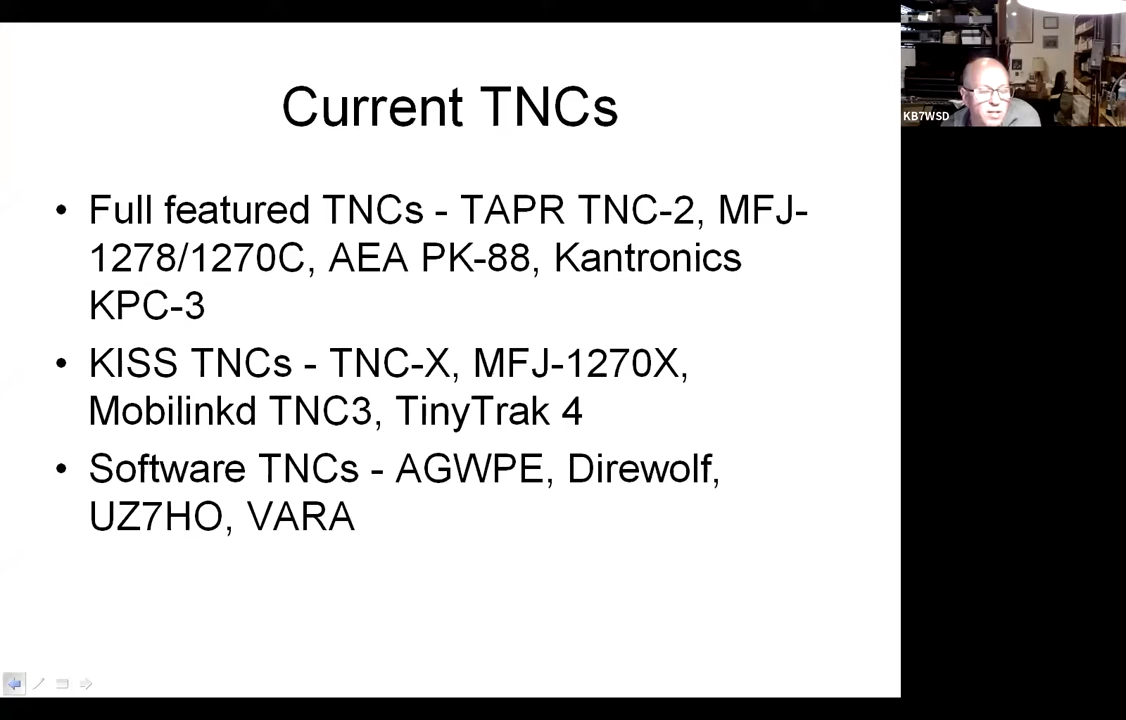 Current TNCs
• Full featured TNCs - TAPR TNC-2, MFJ-
1278/1270C, AEA PK-88, Kantronics
KPC-3
• KISS TNCs - TNC-X, MFJ-1270X,
Mobilinkd TNC3, TinyTrak 4
• Software TNCs - AGWPE, Direwolf,
UZ7HO, VARA
KB7WSD